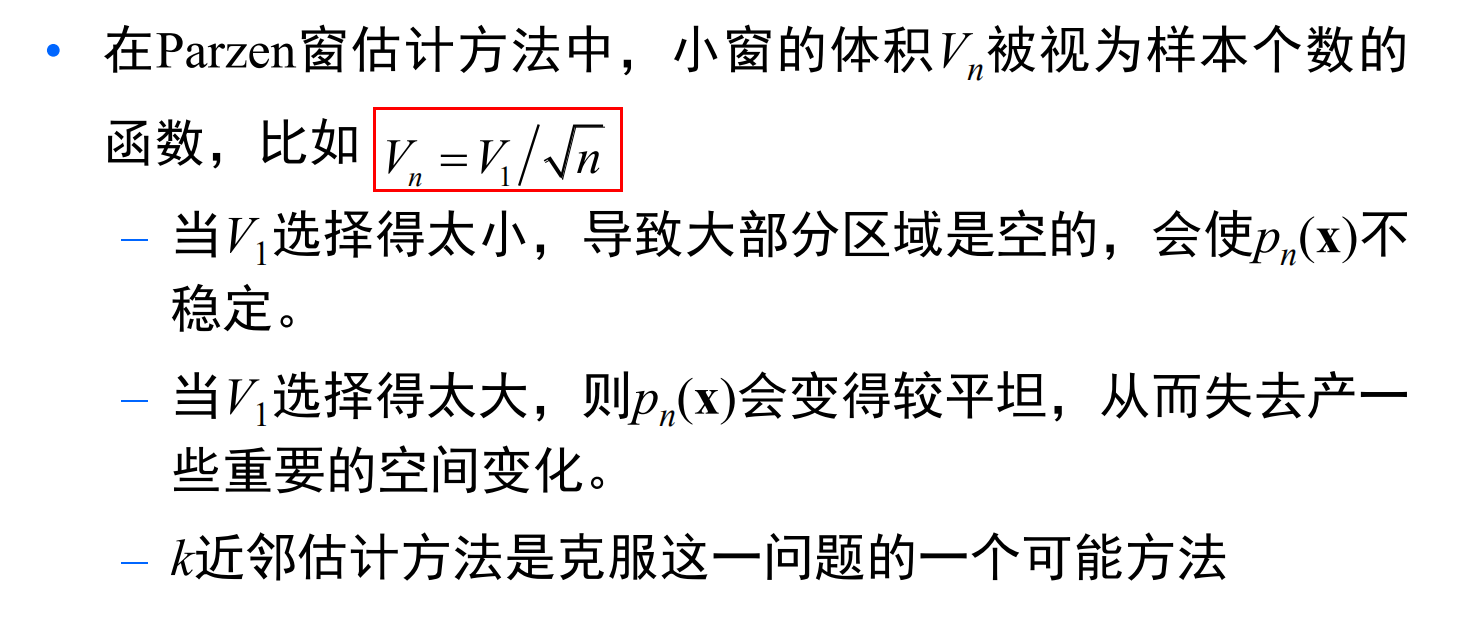 • 在Parzen窗估计方法中，小窗的体积Vn被视为样本个数的
函数，比如 Vn = V1/√n
– 当V1选择得太小，导致大部分区域是空的，会使pn(x)不
稳定。
– 当V1选择得太大，则pn(x)会变得较平坦，从而失去产一
些重要的空间变化。
– k近邻估计方法是克服这一问题的一个可能方法